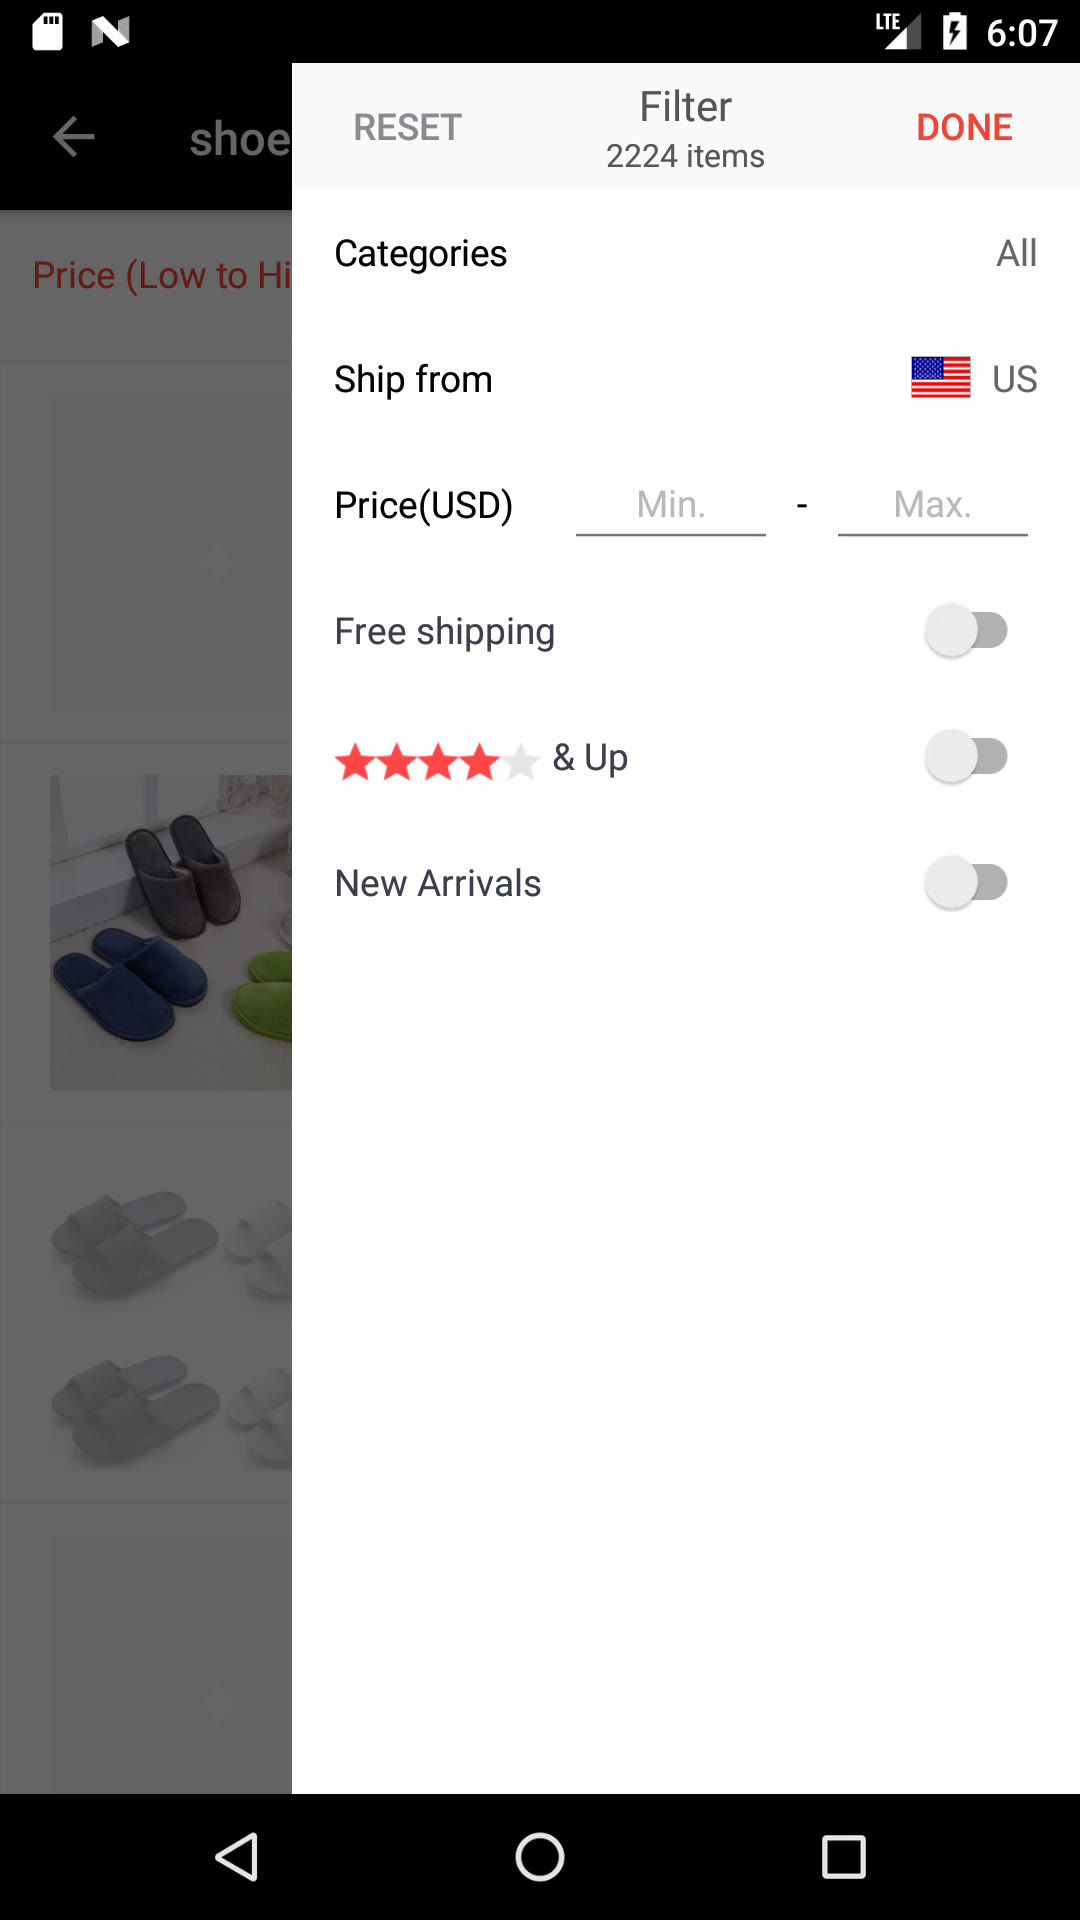 LTE 6:07
shoe
RESET
Filter
DONE
2224 items
Price (Low to Hi
Categories All
Ship from US
Price(USD) Min. - Max.
Free shipping
& Up
New Arrivals